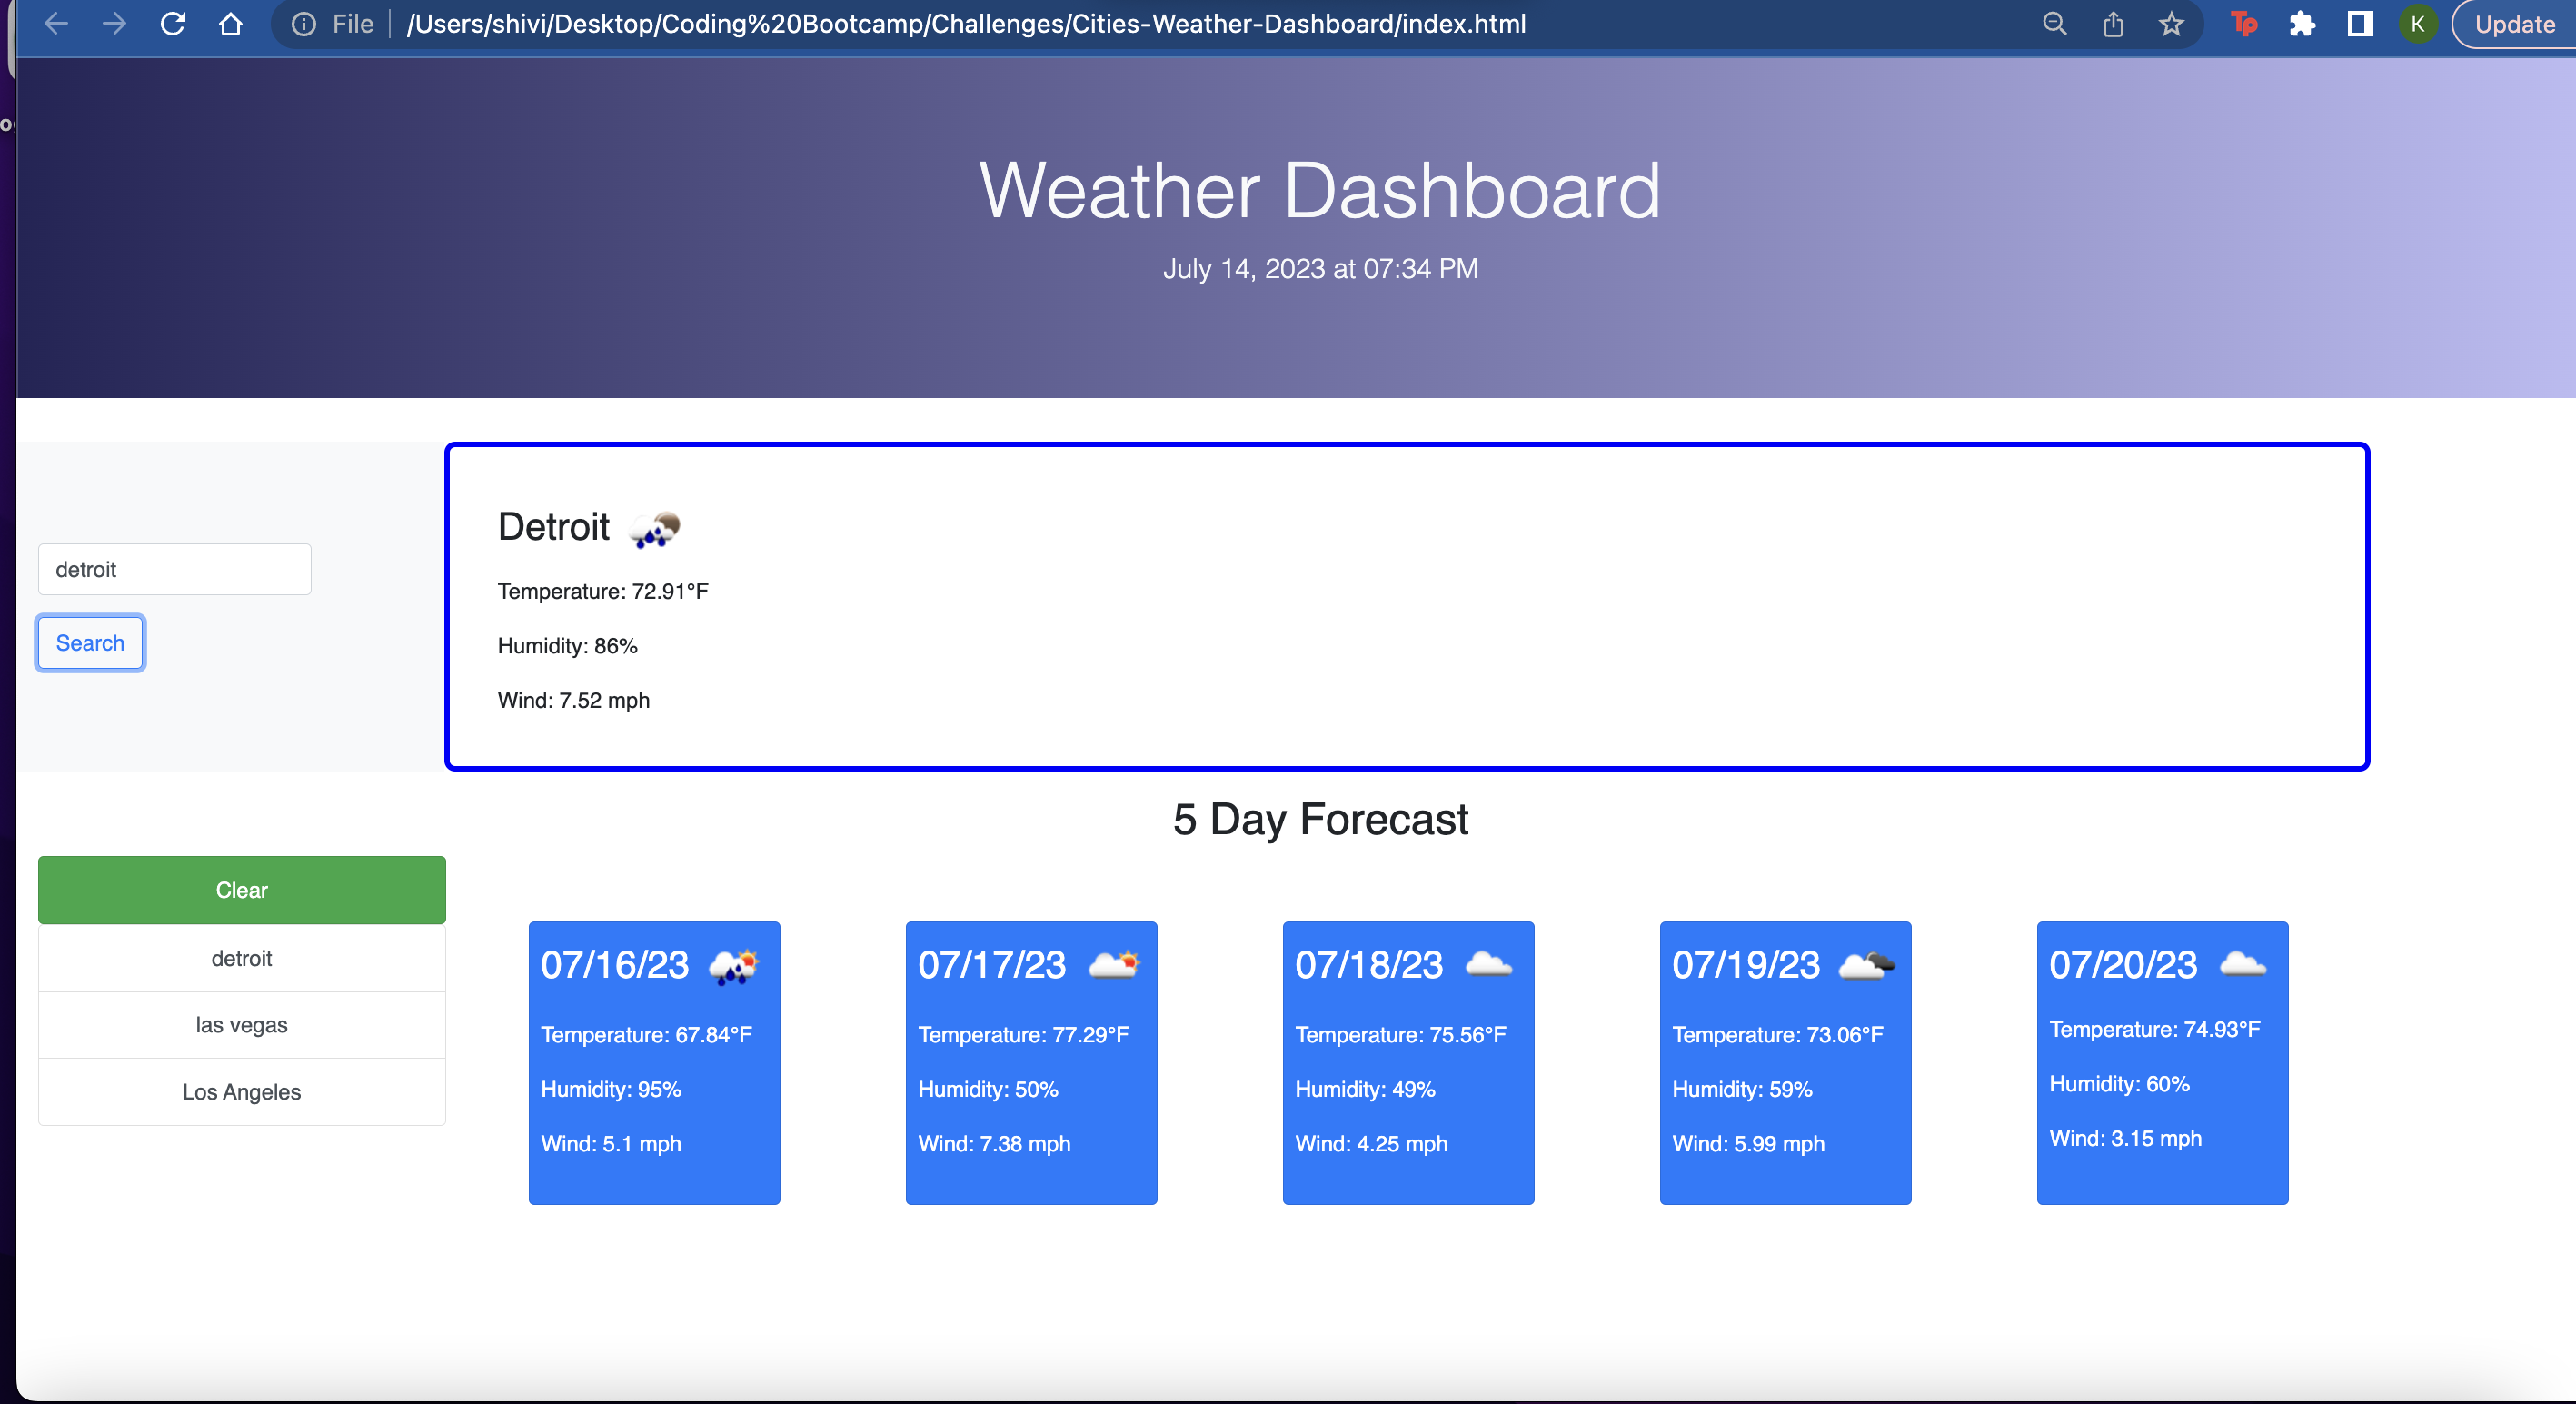 File /Users/shivi/Desktop/Coding%20Bootcamp/Challenges/Cities-Weather-Dashboard/index.html
Tp
K
Update
Weather Dashboard
July 14, 2023 at 07:34 PM
detroit
Search
Detroit
Temperature: 72.91°F
Humidity: 86%
Wind: 7.52 mph
5 Day Forecast
Clear
detroit
las vegas
Los Angeles
07/16/23
Temperature: 67.84°F
Humidity: 95%
Wind: 5.1 mph
07/17/23
Temperature: 77.29°F
Humidity: 50%
Wind: 7.38 mph
07/18/23
Temperature: 75.56°F
Humidity: 49%
Wind: 4.25 mph
07/19/23
Temperature: 73.06°F
Humidity: 59%
Wind: 5.99 mph
07/20/23
Temperature: 74.93°F
Humidity: 60%
Wind: 3.15 mph